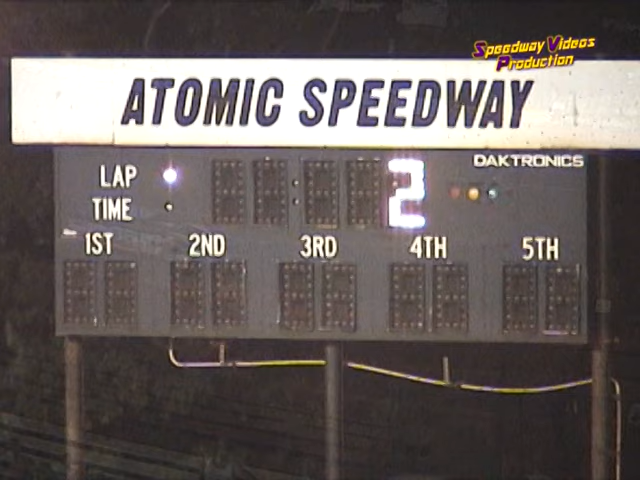 Speedway Videos
Production
ATOMIC SPEEDWAY
DAKTRONICS
LAP 2
TIME
1ST 2ND 3RD 4TH 5TH